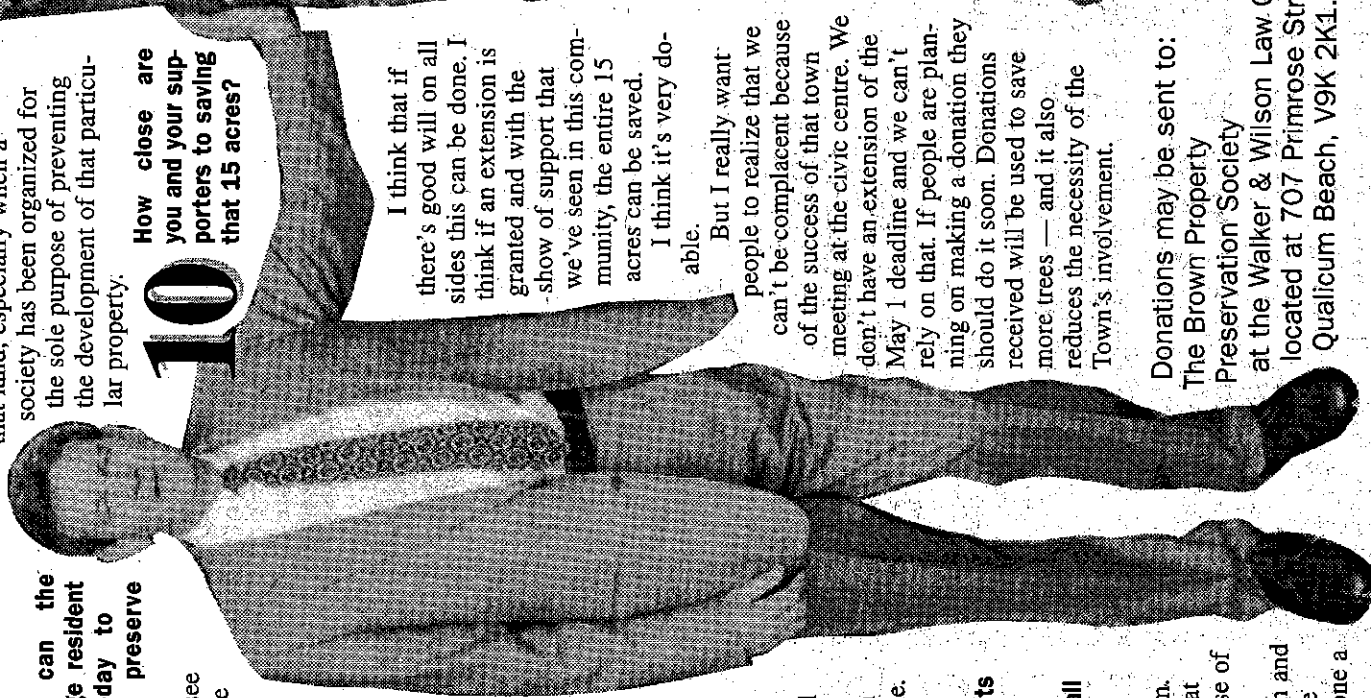 can the
e resident
day to
preserve
see
e
e.
ts
all
m.
at
se of
n and
e
one a
that land, especially when a
society has been organized for
the sole purpose of preventing
the development of that particu-
lar property.
10
How close are
you and your sup-
porters to saving
that 15 acres?
I think that if
there's good will on all
sides this can be done. I
think if an extension is
granted and with the
show of support that
we've seen in this com-
munity, the entire 15
acres can be saved.
I think it's very do-
able.
But I really want
people to realize that we
can't be complacent because
of the success of that town
meeting at the civic centre. We
don't have an extension of the
May 1 deadline and we can't
rely on that. If people are plan-
ning on making a donation they
should do it soon. Donations
received will be used to save
more trees — and it also
reduces the necessity of the
Town's involvement.
Donations may be sent to:
The Brown Property
Preservation Society
at the Walker & Wilson Law O
located at 707 Primrose Str
Qualicum Beach, V9K 2K1.